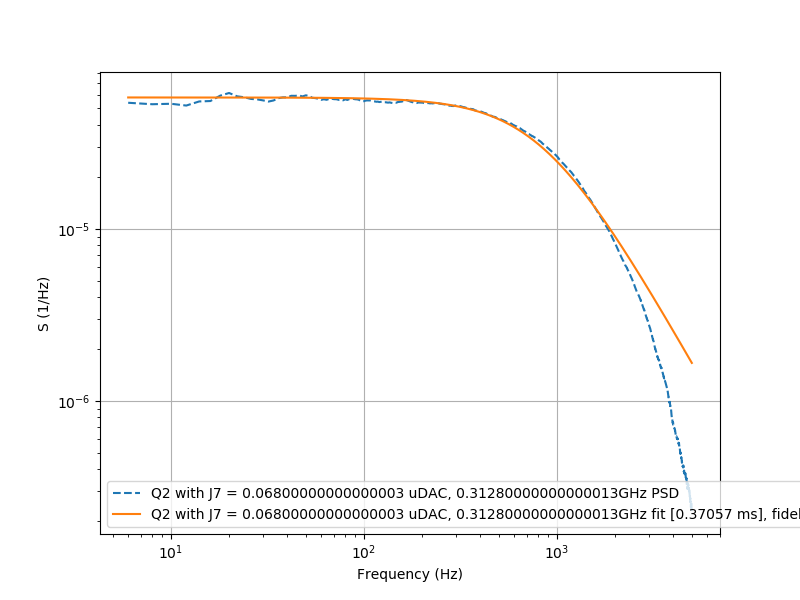 S (1/Hz)
10⁻⁵
10⁻⁶
Q2 with J7 = 0.06800000000000003 uDAC, 0.31280000000000013GHz PSD
Q2 with J7 = 0.06800000000000003 uDAC, 0.31280000000000013GHz fit [0.37057 ms], fidel
10¹ 10² 10³
Frequency (Hz)